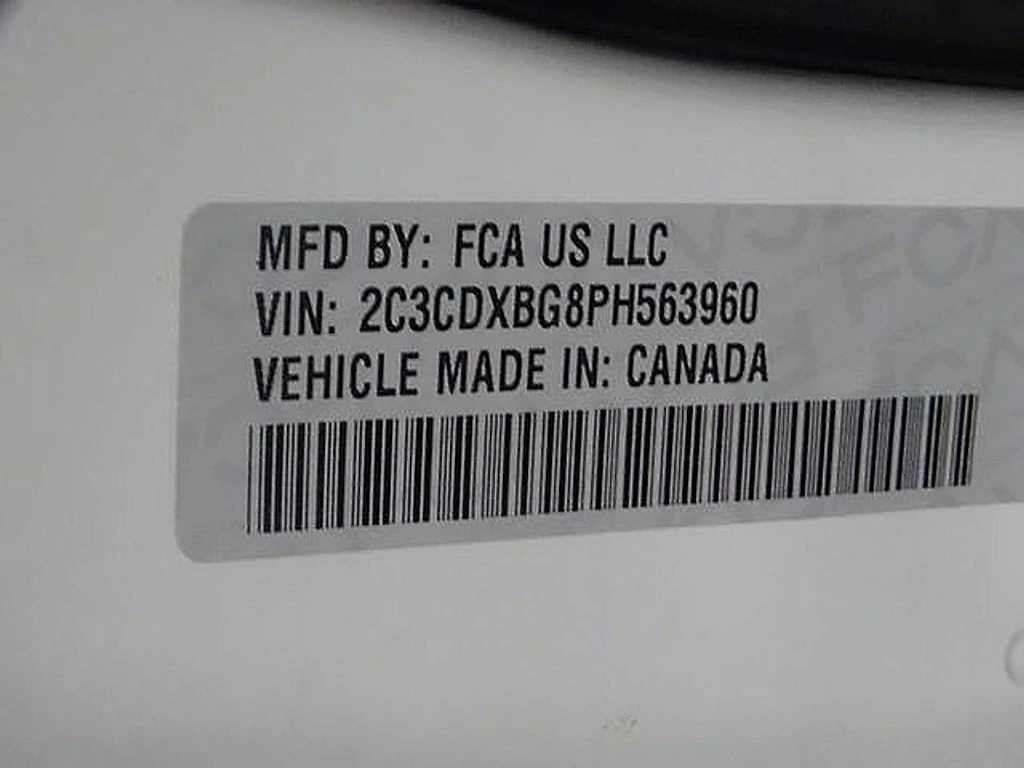 MFD BY: FCA US LLC
VIN: 2C3CDXBG8PH563960
VEHICLE MADE IN: CANADA